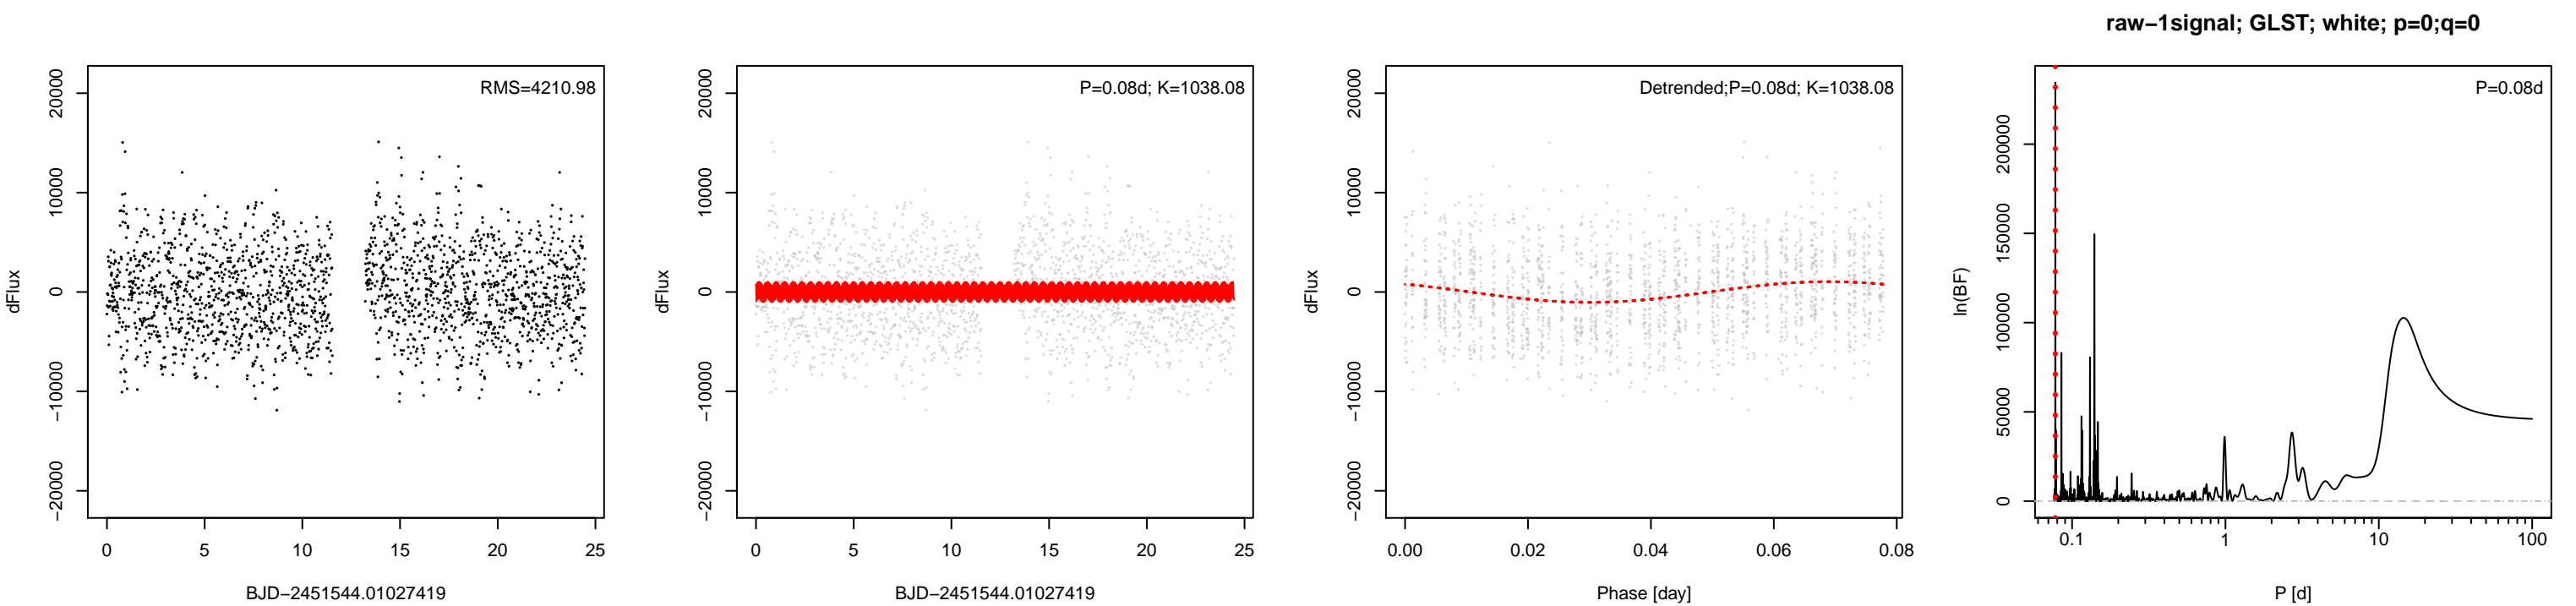 raw−1signal; GLST; white; p=0;q=0
RMS=4210.98
dFlux
−20000 −10000 0 10000 20000
0 5 10 15 20 25
BJD−2451544.01027419
P=0.08d; K=1038.08
dFlux
−20000 −10000 0 10000 20000
0 5 10 15 20 25
BJD−2451544.01027419
Detrended;P=0.08d; K=1038.08
dFlux
−20000 −10000 0 10000 20000
0.00 0.02 0.04 0.06 0.08
Phase [day]
P=0.08d
ln(BF)
0 50000 100000 150000 200000
0.1 1 10 100
P [d]